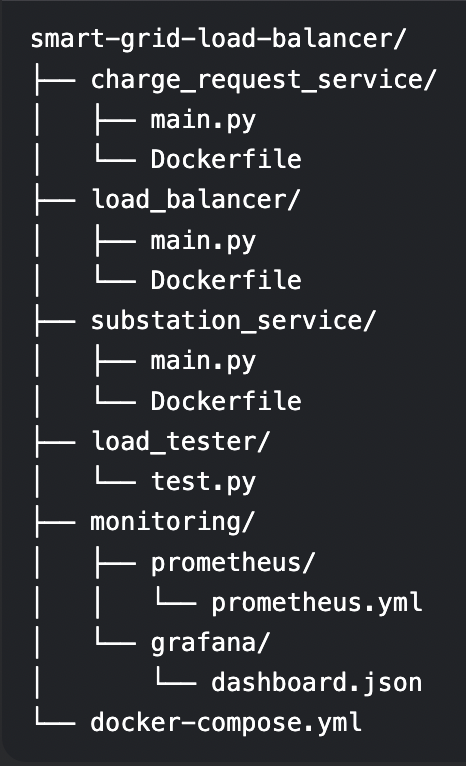 smart-grid-load-balancer/
├── charge_request_service/
│   ├── main.py
│   └── Dockerfile
├── load_balancer/
│   ├── main.py
│   └── Dockerfile
├── substation_service/
│   ├── main.py
│   └── Dockerfile
├── load_tester/
│   └── test.py
├── monitoring/
│   ├── prometheus/
│   │   └── prometheus.yml
│   └── grafana/
│       └── dashboard.json
└── docker-compose.yml